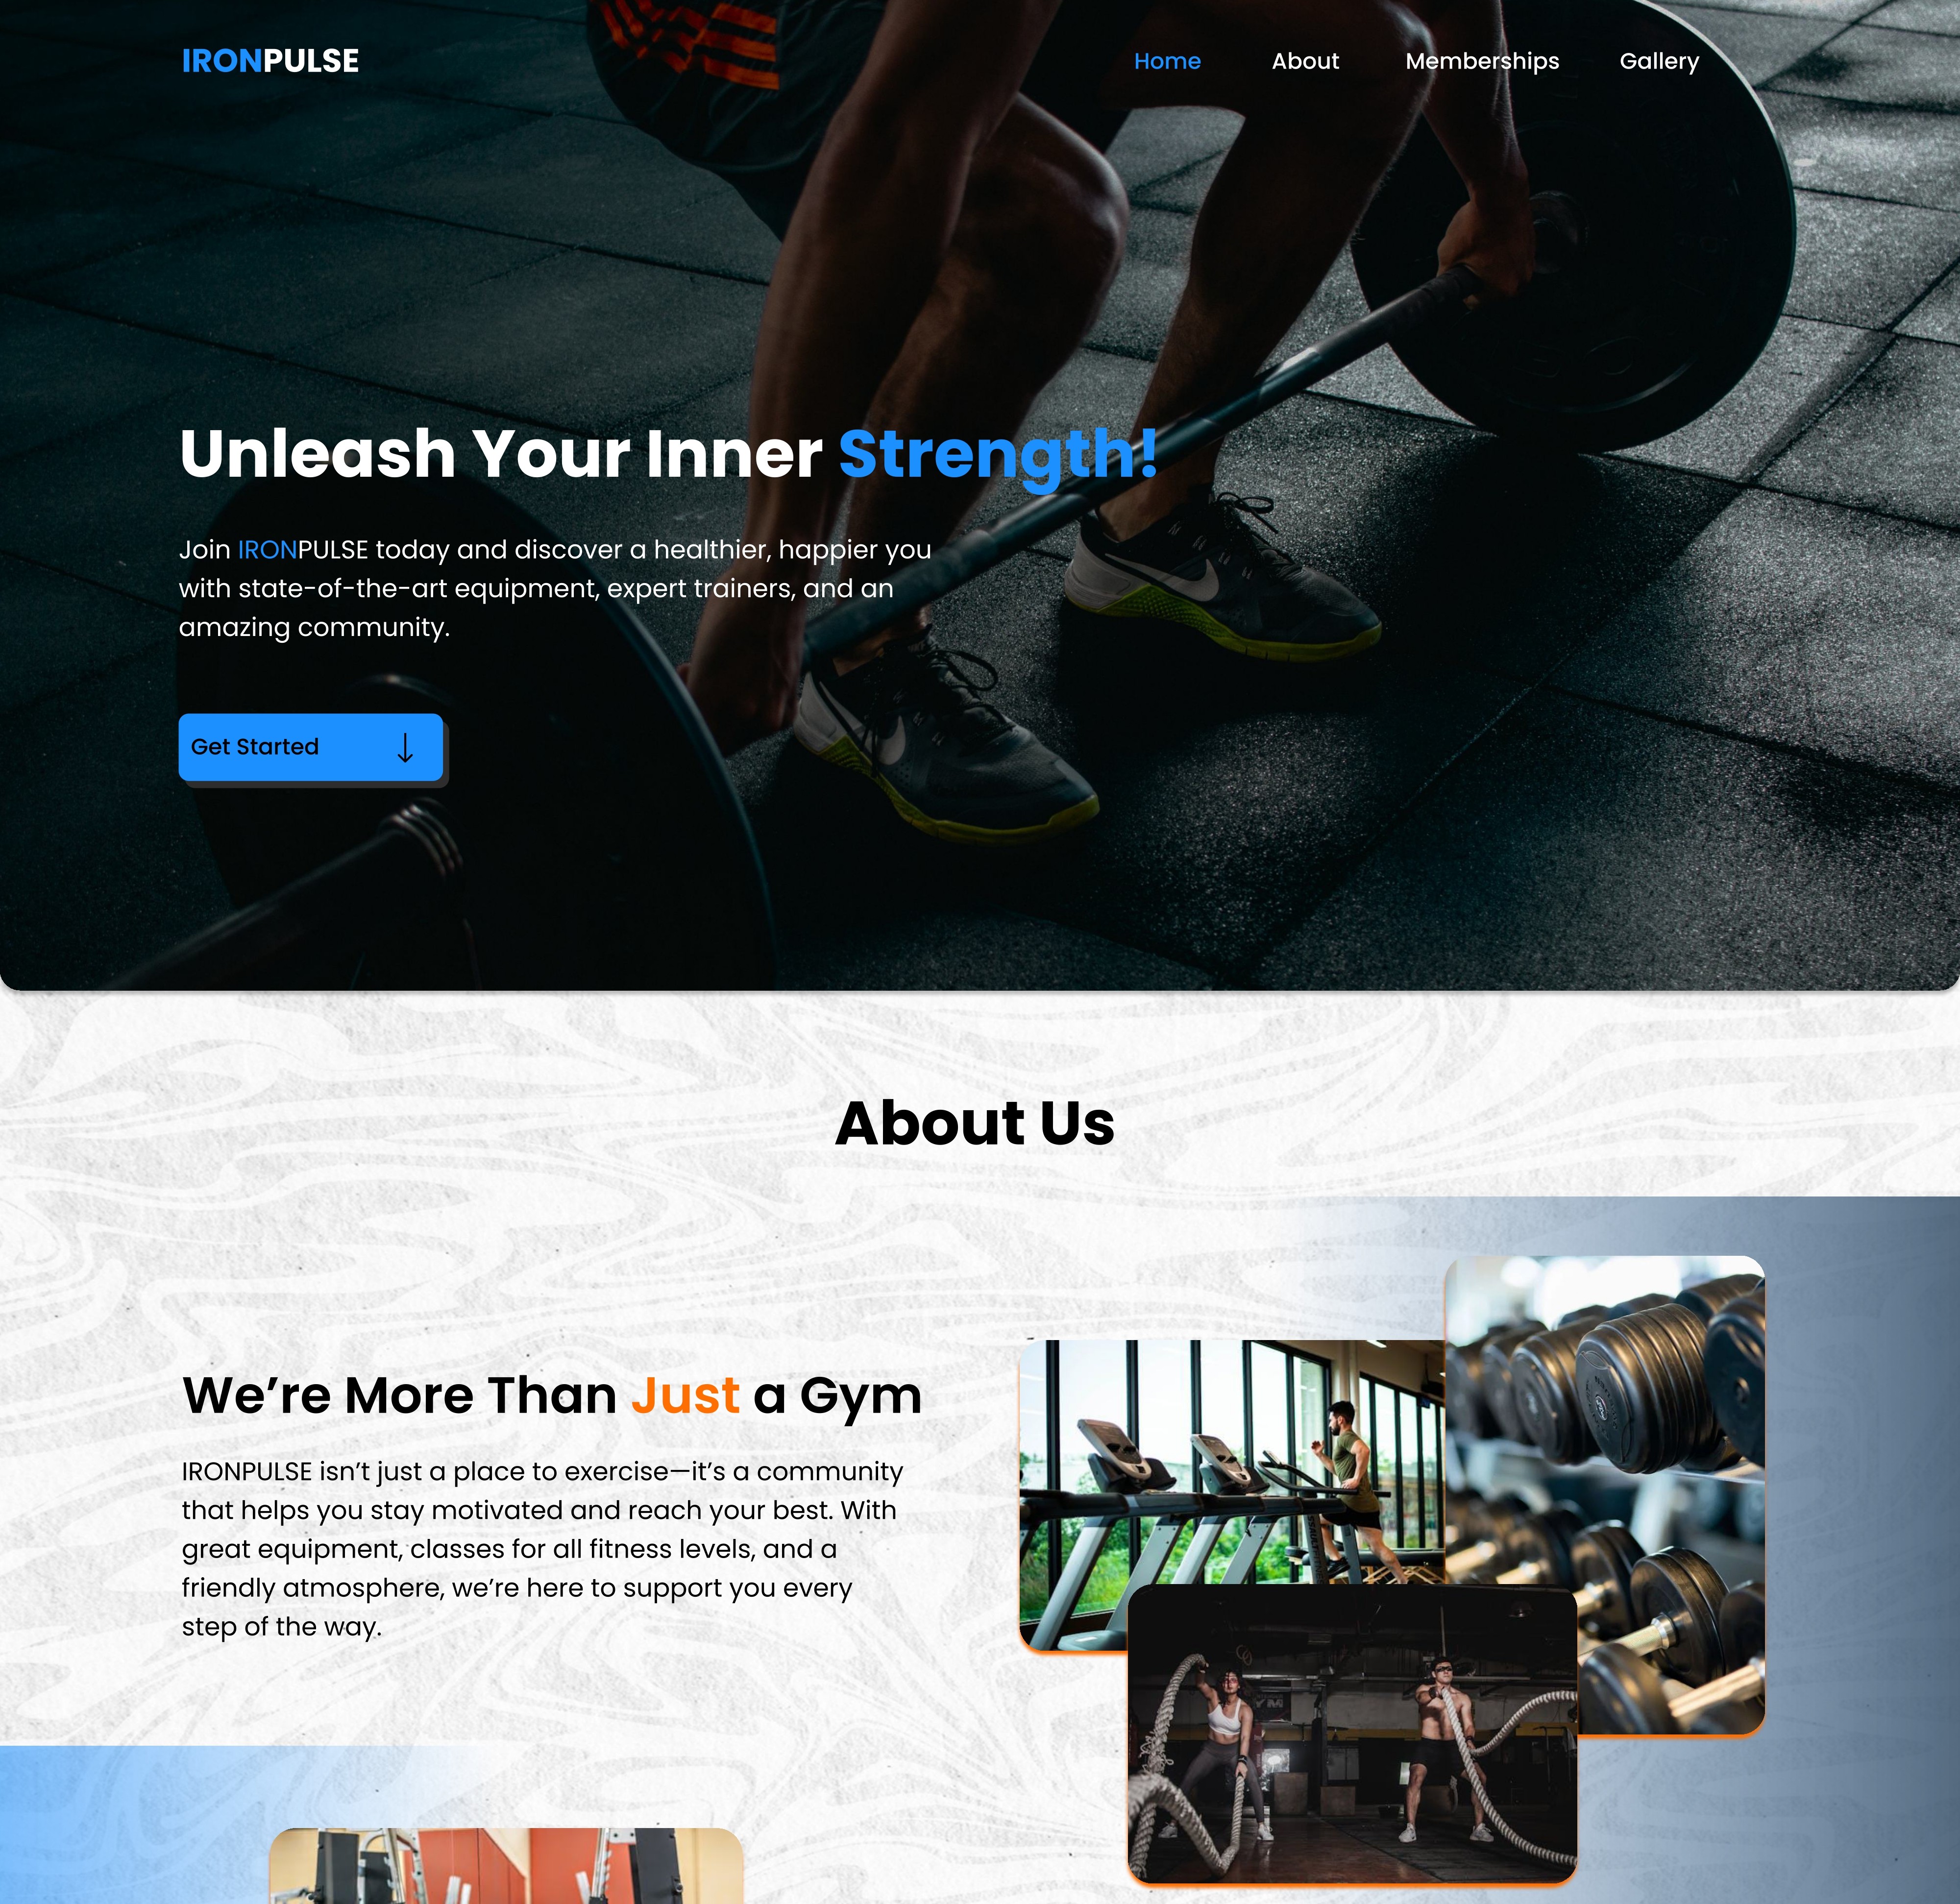 IRONPULSE
Home About Memberships Gallery
Unleash Your Inner Strength!
Join IRONPULSE today and discover a healthier, happier you
with state-of-the-art equipment, expert trainers, and an
amazing community.
Get Started
About Us
We’re More Than Just a Gym
IRONPULSE isn’t just a place to exercise—it’s a community
that helps you stay motivated and reach your best. With
great equipment, classes for all fitness levels, and a
friendly atmosphere, we’re here to support you every
step of the way.